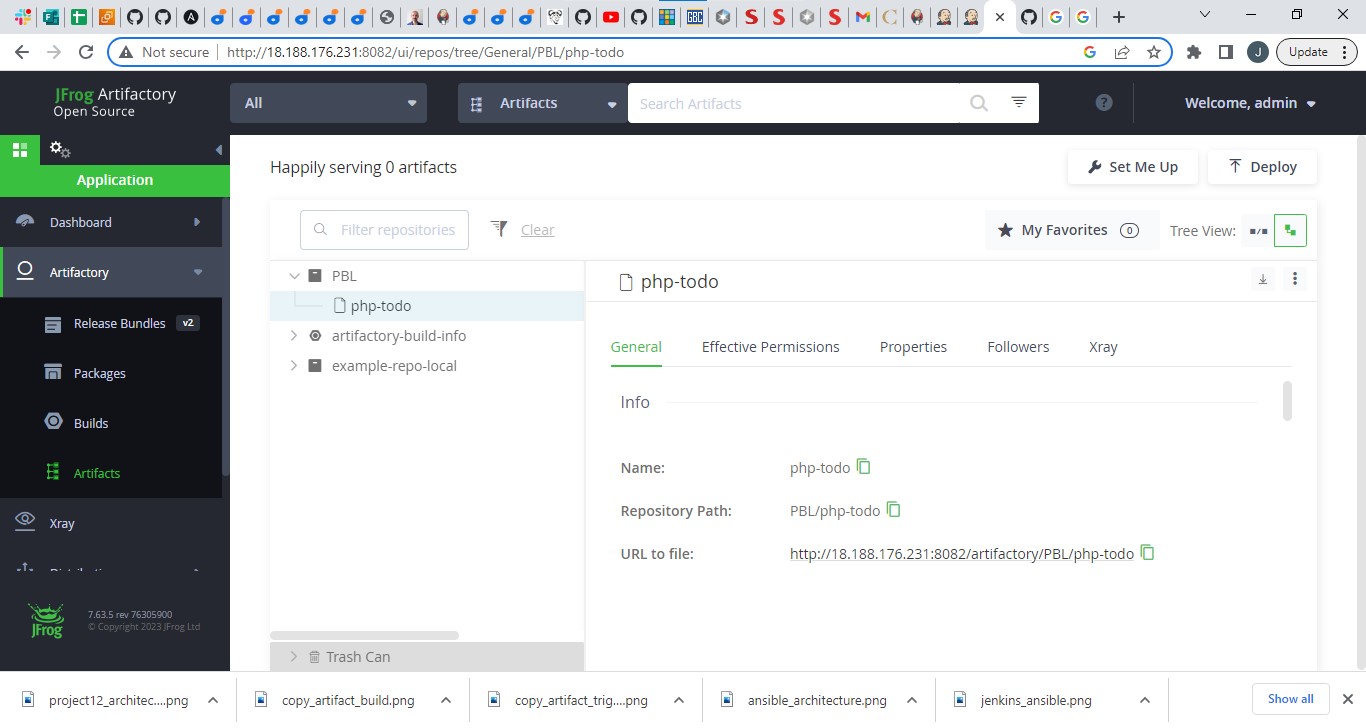 Not secure
http://18.188.176.231:8082/ui/repos/tree/General/PBL/php-todo
J
Update
JFrog Artifactory
Open Source
All
Artifacts
Search Artifacts
Welcome, admin
Application
Happily serving 0 artifacts
Set Me Up
Deploy
Dashboard
Filter repositories
Clear
My Favorites
0
Tree View:
Artifactory
PBL
php-todo
php-todo
Release Bundles
v2
artifactory-build-info
General
Effective Permissions
Properties
Followers
Xray
Packages
example-repo-local
Info
Builds
Name:
php-todo
Artifacts
Repository Path:
PBL/php-todo
Xray
URL to file:
http://18.188.176.231:8082/artifactory/PBL/php-todo
7.63.5 rev 76305900
© Copyright 2023 JFrog Ltd
JFrog
Trash Can
project12_architec....png
copy_artifact_build.png
copy_artifact_trig....png
ansible_architecture.png
jenkins_ansible.png
Show all